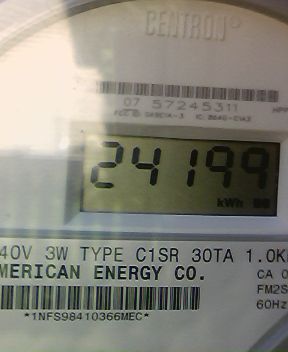 CENTRON®
07 57245311
24199
kWh
40V 3W TYPE C1SR 30TA 1.0K
MERICAN ENERGY CO.
CA 0
FM2S
60Hz
*1NFS98410366MEC*